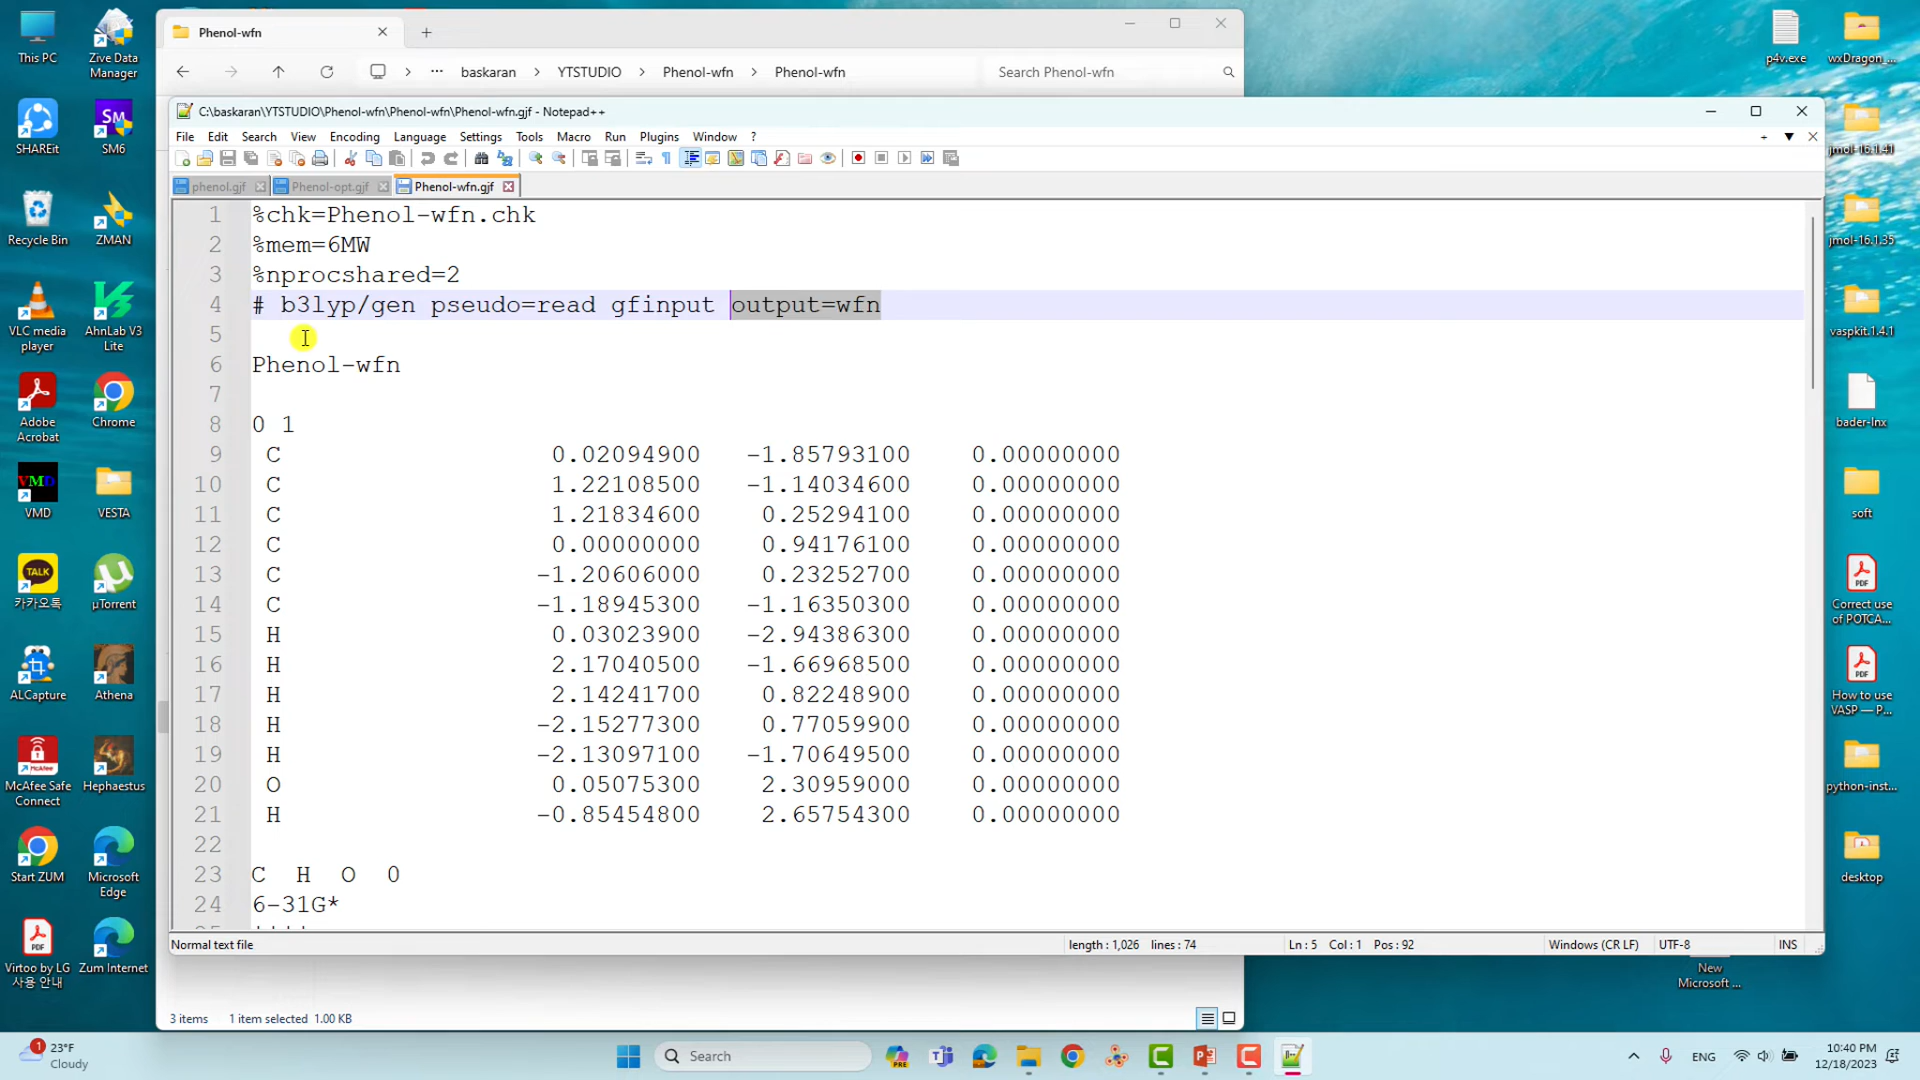 This PC
Zive Data
Manager
SHAREit
SM
SM6
Recycle Bin
ZMAN
VLC media
player
AhnLab V3
Lite
Adobe
Acrobat
Chrome
VMD
VMD
VESTA
TALK
카카오톡
µTorrent
ALCapture
Athena
McAfee Safe
Connect
Hephaestus
Start ZUM
Microsoft
Edge
PDF
Virtoo by LG
사용 안내
Zum Internet
Phenol-wfn
baskaran
YTSTUDIO
Phenol-wfn
Phenol-wfn
Search Phenol-wfn
C:\baskaran\YTSTUDIO\Phenol-wfn\Phenol-wfn\Phenol-wfn.gjf - Notepad++
File Edit Search View Encoding Language Settings Tools Macro Run Plugins Window ?
phenol.gjf Phenol-opt.gjf Phenol-wfn.gjf
1 %chk=Phenol-wfn.chk
2 %mem=6MW
3 %nprocshared=2
4 # b3lyp/gen pseudo=read gfinput output=wfn
5
6 Phenol-wfn
7
8 0 1
9 C 0.02094900 -1.85793100 0.00000000
10 C 1.22108500 -1.14034600 0.00000000
11 C 1.21834600 0.25294100 0.00000000
12 C 0.00000000 0.94176100 0.00000000
13 C -1.20606000 0.23252700 0.00000000
14 C -1.18945300 -1.16350300 0.00000000
15 H 0.03023900 -2.94386300 0.00000000
16 H 2.17040500 -1.66968500 0.00000000
17 H 2.14241700 0.82248900 0.00000000
18 H -2.15277300 0.77059900 0.00000000
19 H -2.13097100 -1.70649500 0.00000000
20 O 0.05075300 2.30959000 0.00000000
21 H -0.85454800 2.65754300 0.00000000
22
23 C H O 0
24 6-31G*
Normal text file
length : 1,026 lines : 74
Ln : 5 Col : 1 Pos : 92
Windows (CR LF)
UTF-8
INS
3 items 1 item selected 1.00 KB
p4v.exe
wxDragon_...
jmol-16.1.41
jmol-16.1.35
vaspkit.1.4.1
bader-lnx
soft
PDF
Correct use
of POTCA...
PDF
How to use
VASP — P...
python-inst...
desktop
New
Microsoft ...
1
23°F
Cloudy
Search
PRE
ENG
10:40 PM
12/18/2023